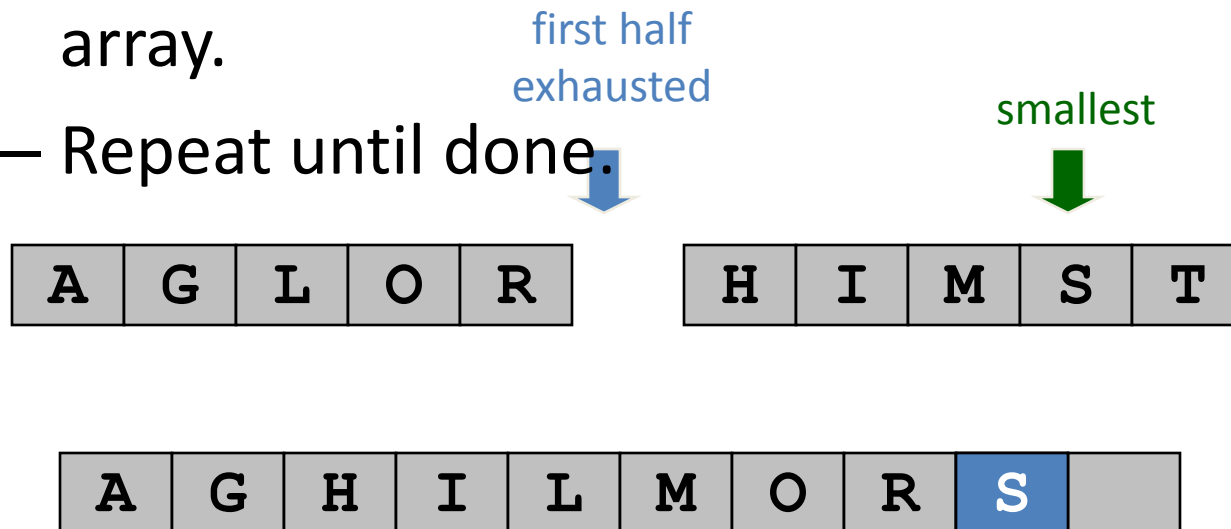 array.
first half
exhausted
smallest
– Repeat until done.
A G L O R H I M S T
A G H I L M O R S